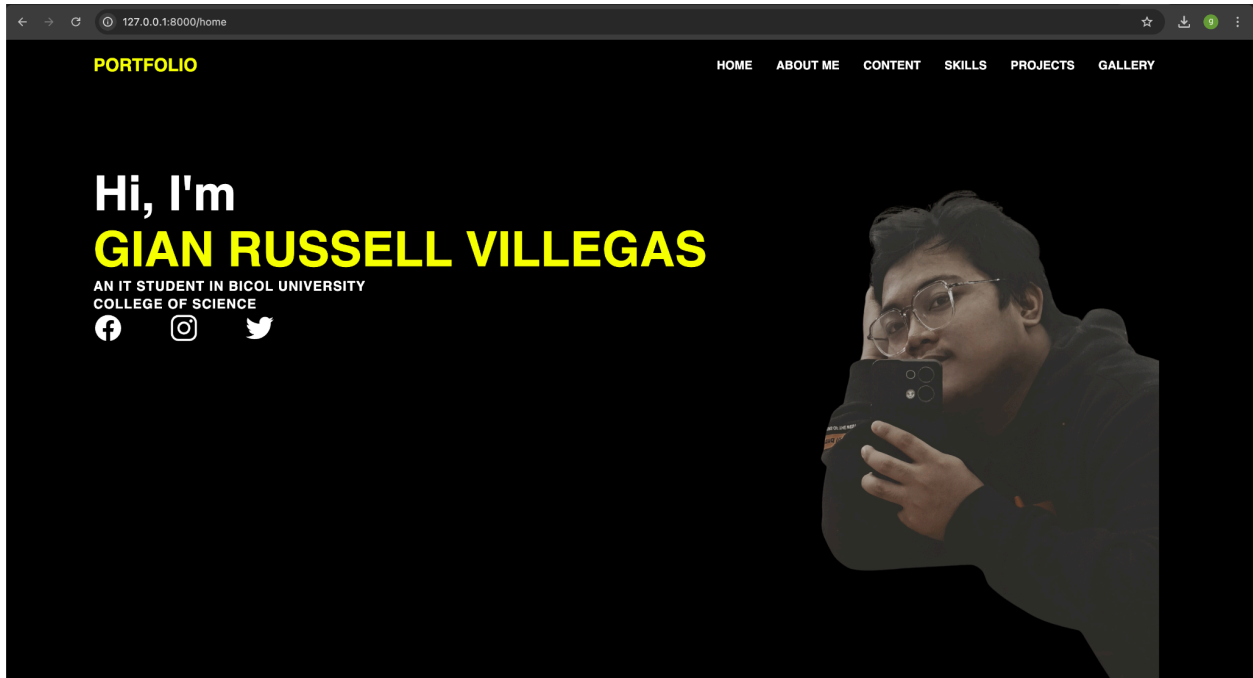 127.0.0.1:8000/home
g
PORTFOLIO
HOME ABOUT ME CONTENT SKILLS PROJECTS GALLERY
Hi, I'm
GIAN RUSSELL VILLEGAS
AN IT STUDENT IN BICOL UNIVERSITY
COLLEGE OF SCIENCE